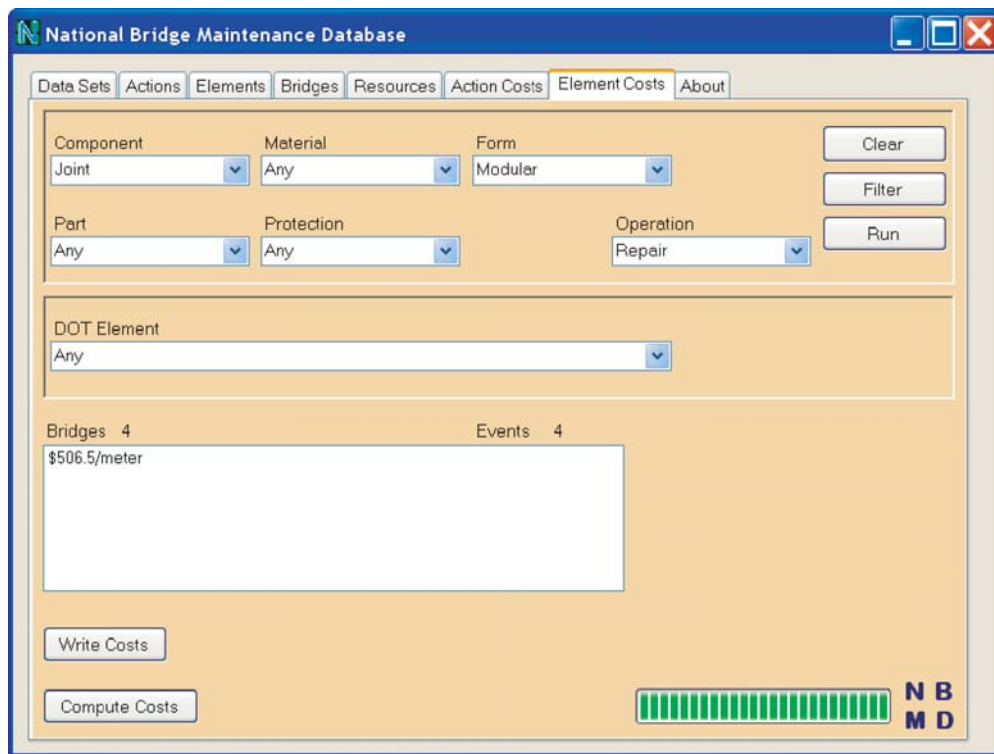 National Bridge Maintenance Database
Data Sets Actions Elements Bridges Resources Action Costs Element Costs About
Component Material Form
Joint Any Modular
Clear
Filter
Part Protection Operation
Any Any Repair
Run
DOT Element
Any
Bridges 4 Events 4
$506.5/meter
Write Costs
Compute Costs
N B
M D